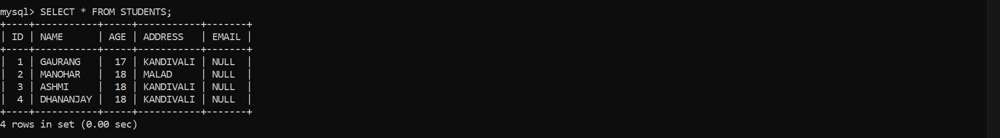 mysql> SELECT * FROM STUDENTS;
+----+-----------+-----+-----------+-------+
| ID | NAME      | AGE | ADDRESS   | EMAIL |
+----+-----------+-----+-----------+-------+
|  1 | GAURANG   |  17 | KANDIVALI | NULL  |
|  2 | MANOHAR   |  18 | MALAD     | NULL  |
|  3 | ASHMI     |  18 | KANDIVALI | NULL  |
|  4 | DHANANJAY |  18 | KANDIVALI | NULL  |
+----+-----------+-----+-----------+-------+
4 rows in set (0.00 sec)